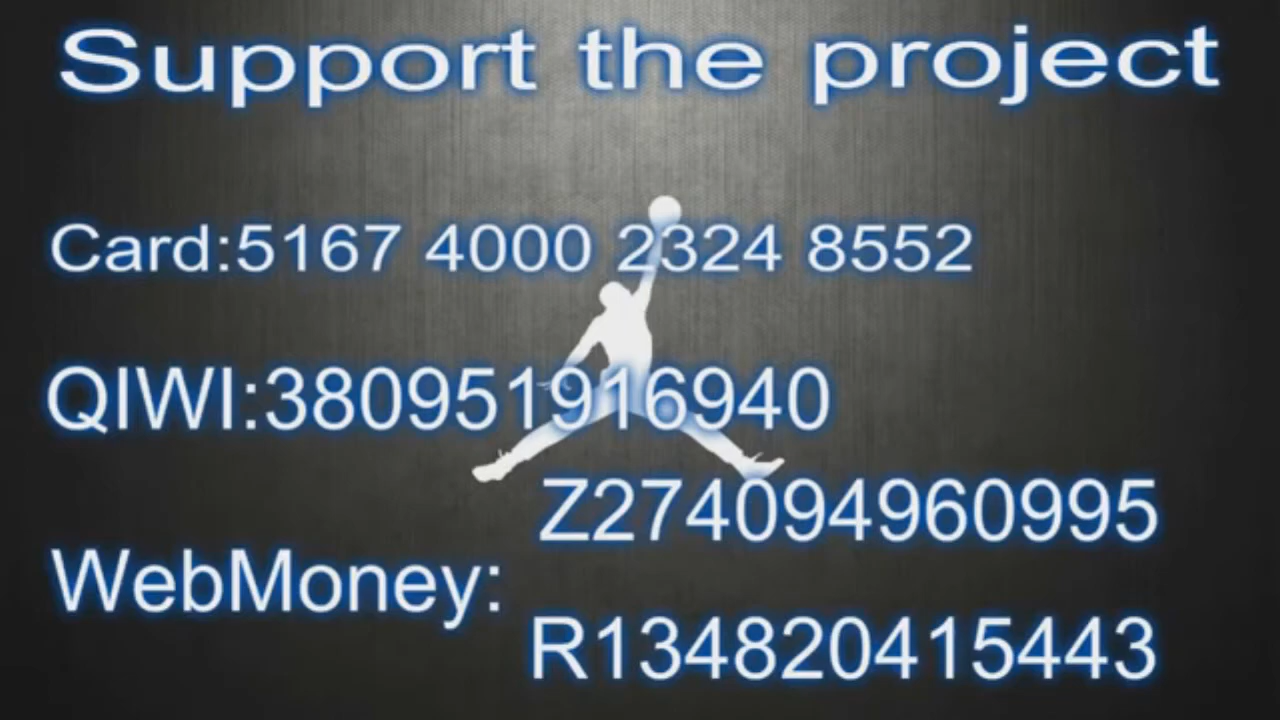 Support the project
Card:5167 4000 2324 8552
QIWI:380951916940
Z274094960995
WebMoney:
R134820415443